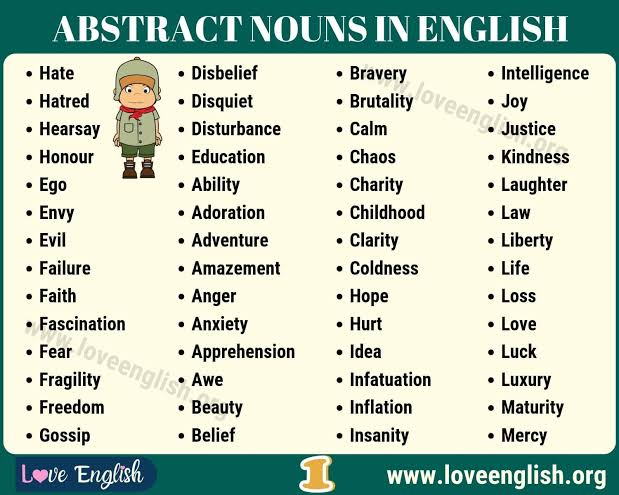 ABSTRACT NOUNS IN ENGLISH
• Hate
• Hatred
• Hearsay
• Honour
• Ego
• Envy
• Evil
• Failure
• Faith
• Fascination
• Fear
• Fragility
• Freedom
• Gossip
• Disbelief
• Disquiet
• Disturbance
• Education
• Ability
• Adoration
• Adventure
• Amazement
• Anger
• Anxiety
• Apprehension
• Awe
• Beauty
• Belief
• Bravery
• Brutality
• Calm
• Chaos
• Charity
• Childhood
• Clarity
• Coldness
• Hope
• Hurt
• Idea
• Infatuation
• Inflation
• Insanity
• Intelligence
• Joy
• Justice
• Kindness
• Laughter
• Law
• Liberty
• Life
• Loss
• Love
• Luck
• Luxury
• Maturity
• Mercy
www.loveenglish.org
www.loveenglish.org
Love English
1
www.loveenglish.org